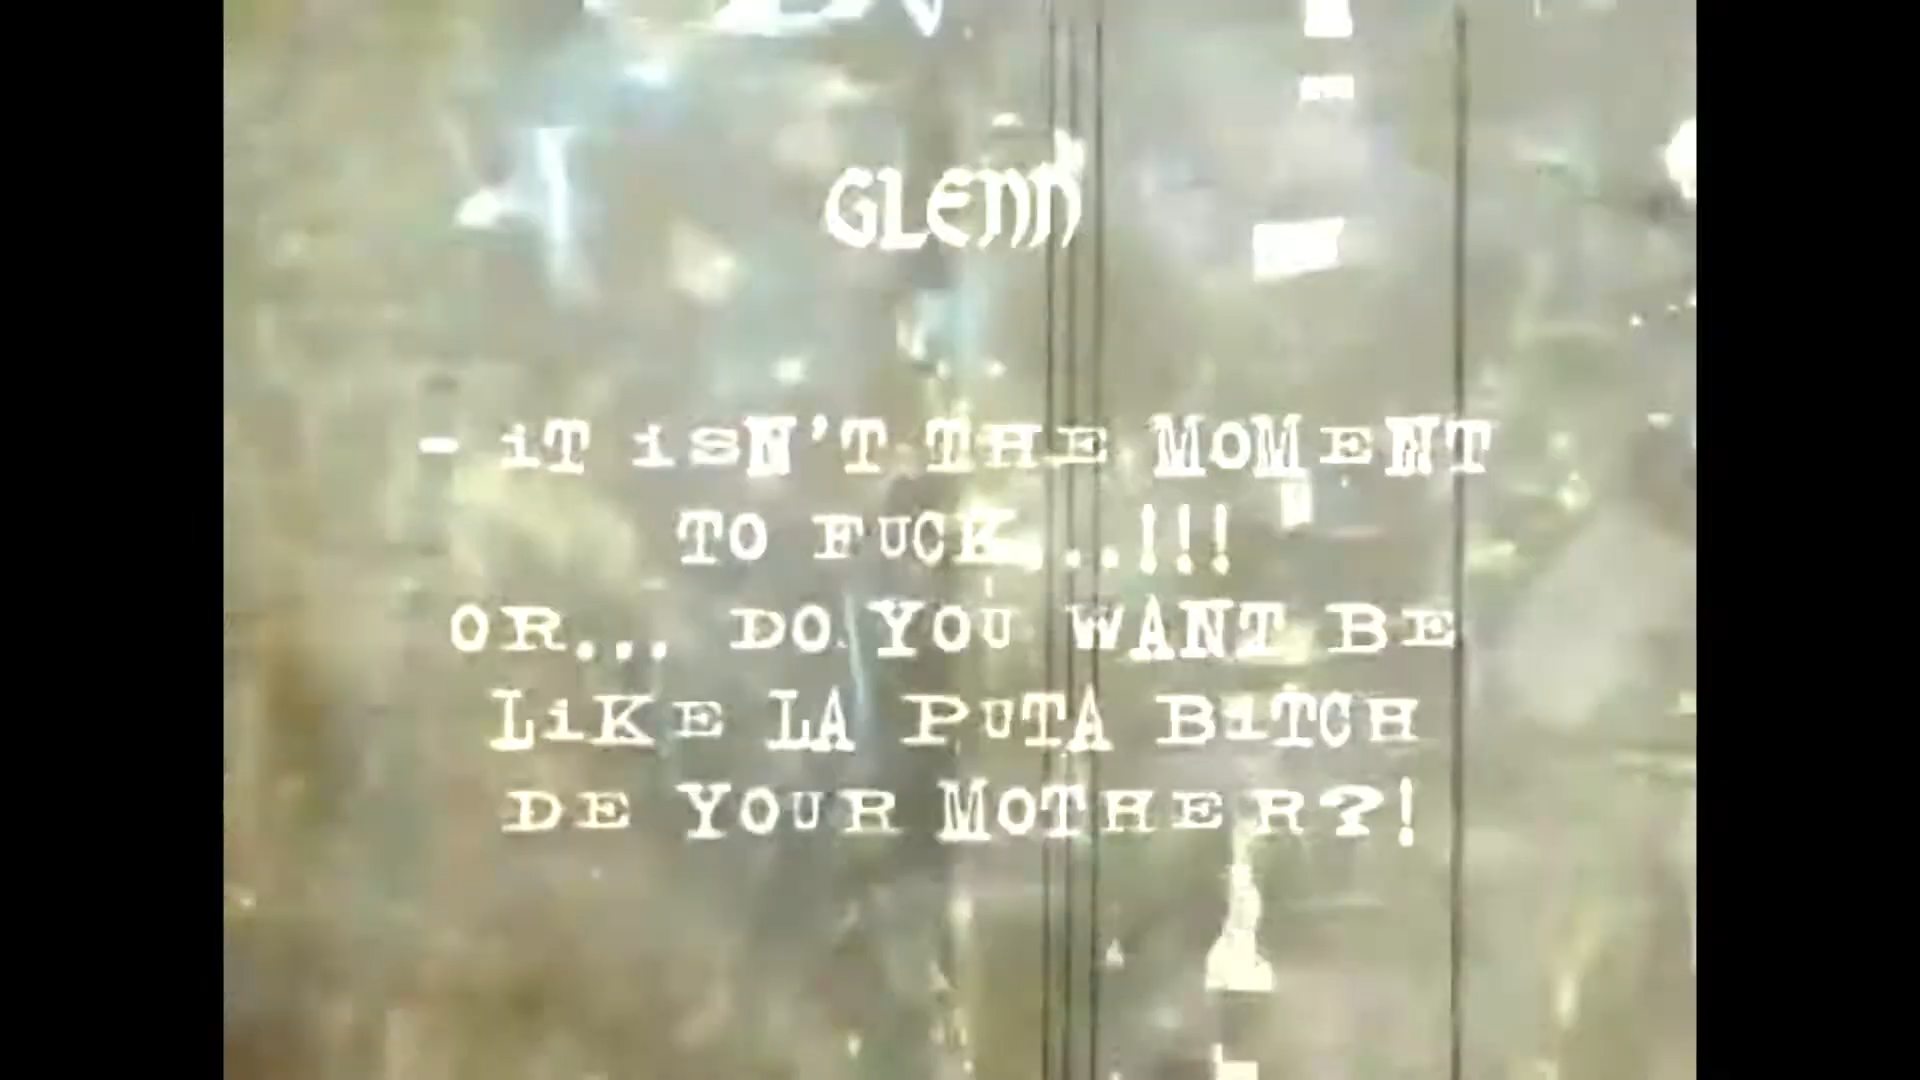 GLENN
- iT isN'T THE MOMENT
TO FUCK...!!!
OR... DO YOU WANT BE
LiKE LA PUTA BiTCH
DE YOUR MOTHER?!